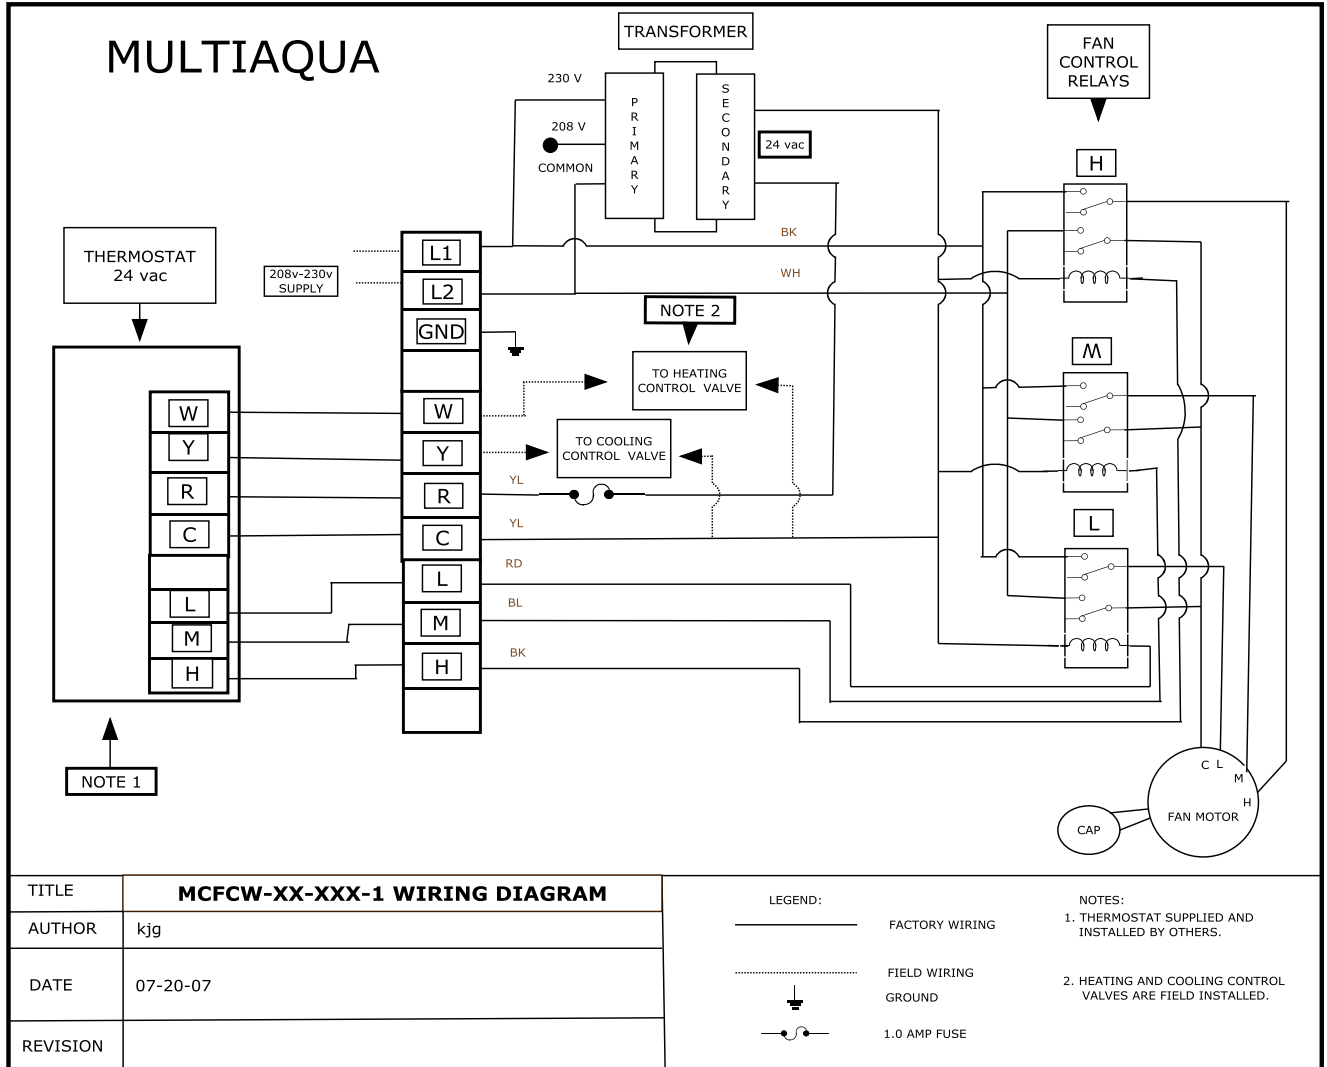 MULTIAQUA
TRANSFORMER
FAN
CONTROL
RELAYS
230 V
208 V
COMMON
PRIMARY
SECONDARY
24 vac
H
THERMOSTAT
24 vac
208v-230v
SUPPLY
L1
L2
GND
W
Y
R
C
L
M
H
W
Y
R
C
L
M
H
BK
WH
NOTE 2
TO HEATING
CONTROL VALVE
TO COOLING
CONTROL VALVE
YL
YL
RD
BL
BK
M
L
NOTE 1
C L
M
H
FAN MOTOR
CAP
TITLE
MCFCW-XX-XXX-1 WIRING DIAGRAM
AUTHOR
kjg
DATE
07-20-07
REVISION
LEGEND:
FACTORY WIRING
FIELD WIRING
GROUND
1.0 AMP FUSE
NOTES:
1. THERMOSTAT SUPPLIED AND
INSTALLED BY OTHERS.
2. HEATING AND COOLING CONTROL
VALVES ARE FIELD INSTALLED.